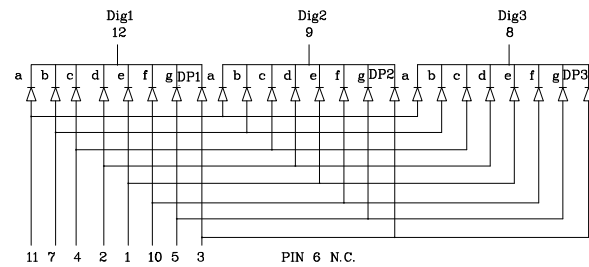 Dig1 Dig2 Dig3
12 9 8
a b c d e f g DP1 a b c d e f g DP2 a b c d e f g DP3
11 7 4 2 1 10 5 3 PIN 6 N.C.